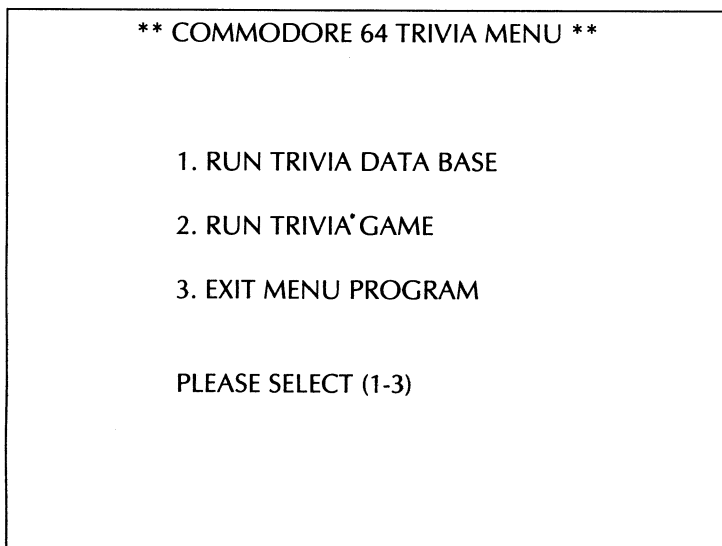 ** COMMODORE 64 TRIVIA MENU **
1. RUN TRIVIA DATA BASE
2. RUN TRIVIA GAME
3. EXIT MENU PROGRAM
PLEASE SELECT (1-3)